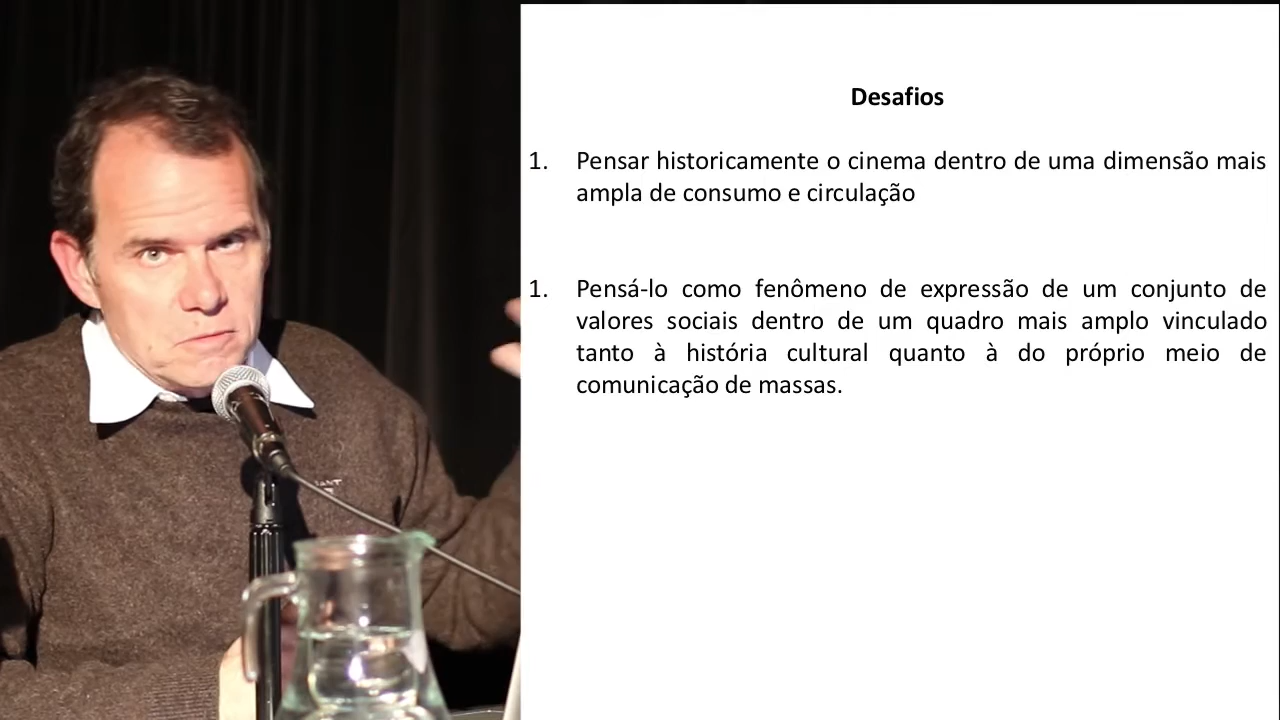 Desafios
1. Pensar historicamente o cinema dentro de uma dimensão mais
ampla de consumo e circulação
1. Pensá-lo como fenômeno de expressão de um conjunto de
valores sociais dentro de um quadro mais amplo vinculado
tanto à história cultural quanto à do próprio meio de
comunicação de massas.